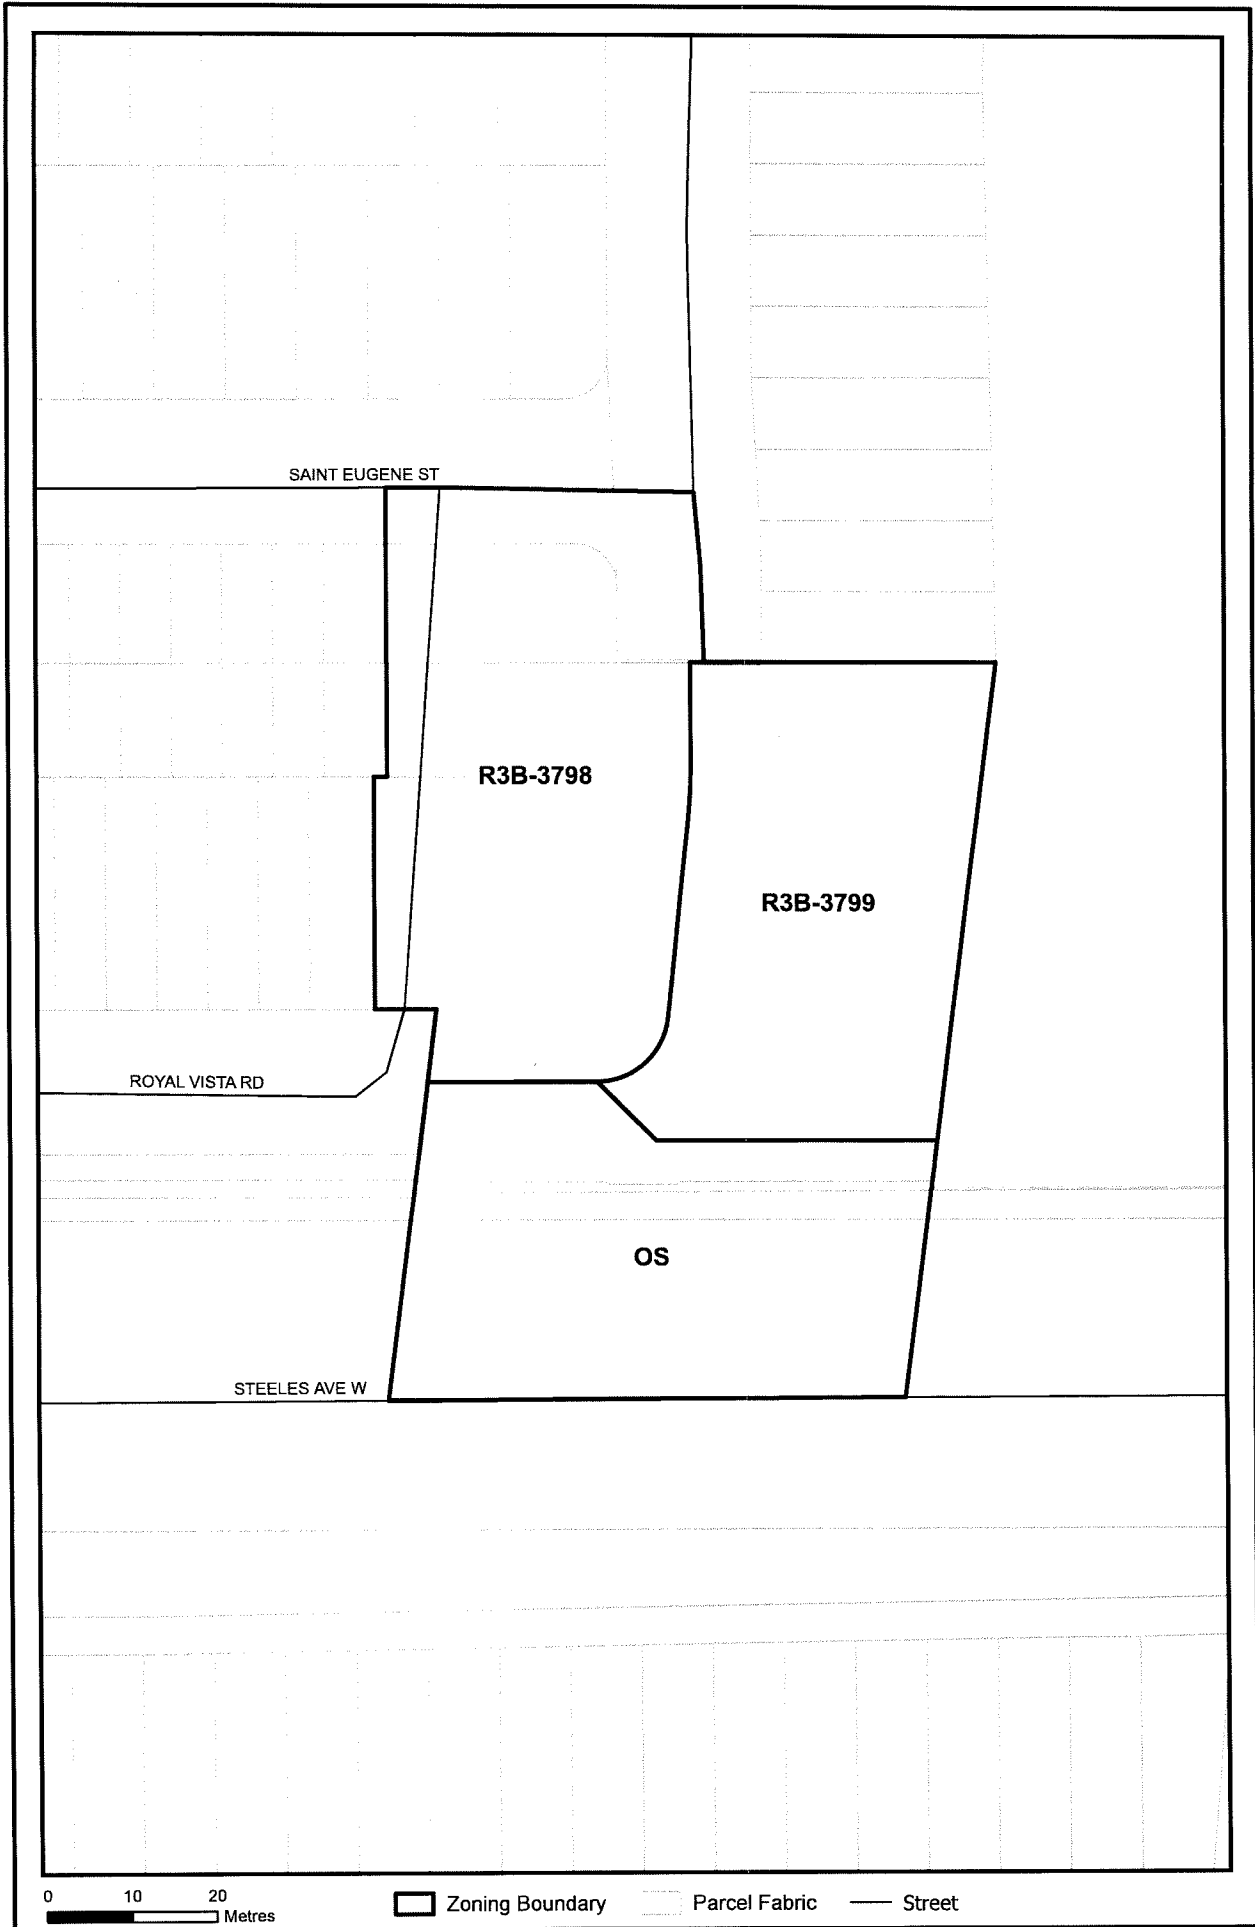 SAINT EUGENE ST
R3B-3798
R3B-3799
ROYAL VISTA RD
OS
STEELES AVE W
0 10 20
Metres
Zoning Boundary
Parcel Fabric
Street